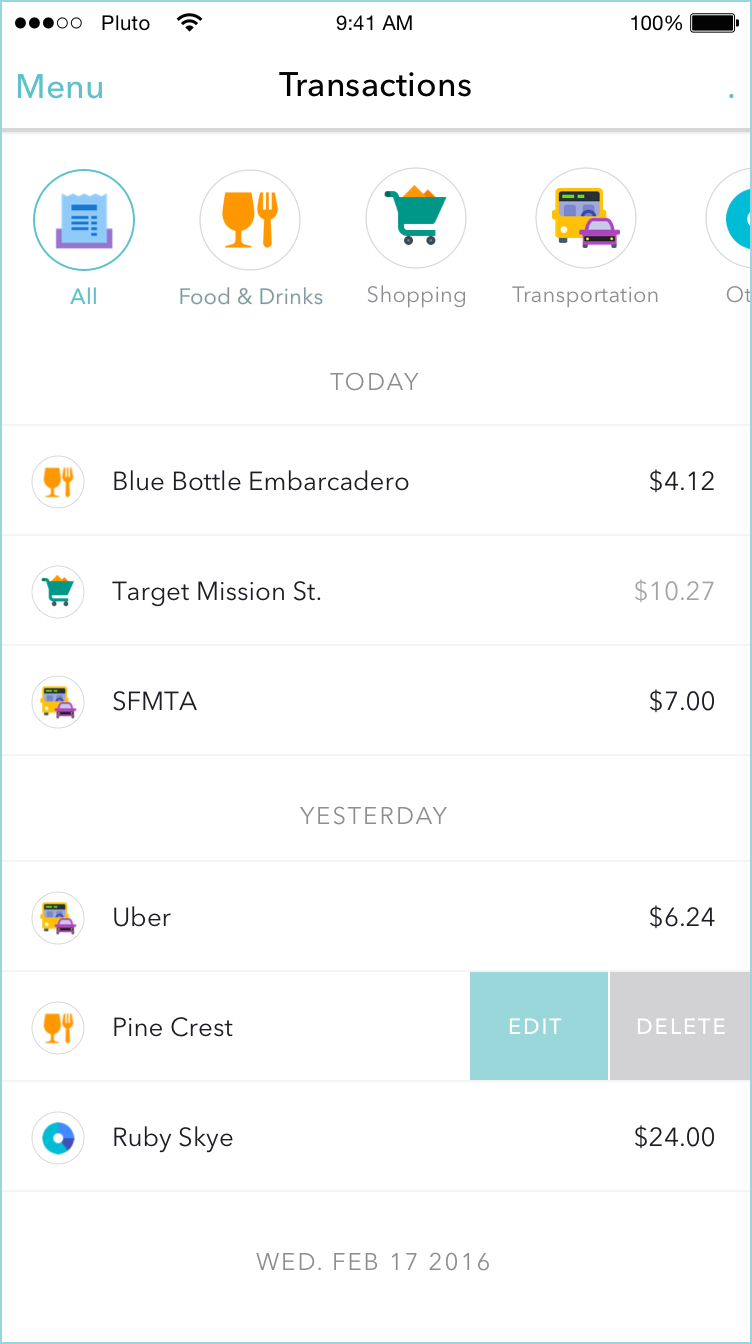 Pluto 9:41 AM 100%
Menu Transactions .
All Food & Drinks Shopping Transportation Ot
TODAY
Blue Bottle Embarcadero $4.12
Target Mission St. $10.27
SFMTA $7.00
YESTERDAY
Uber $6.24
Pine Crest EDIT DELETE
Ruby Skye $24.00
WED. FEB 17 2016